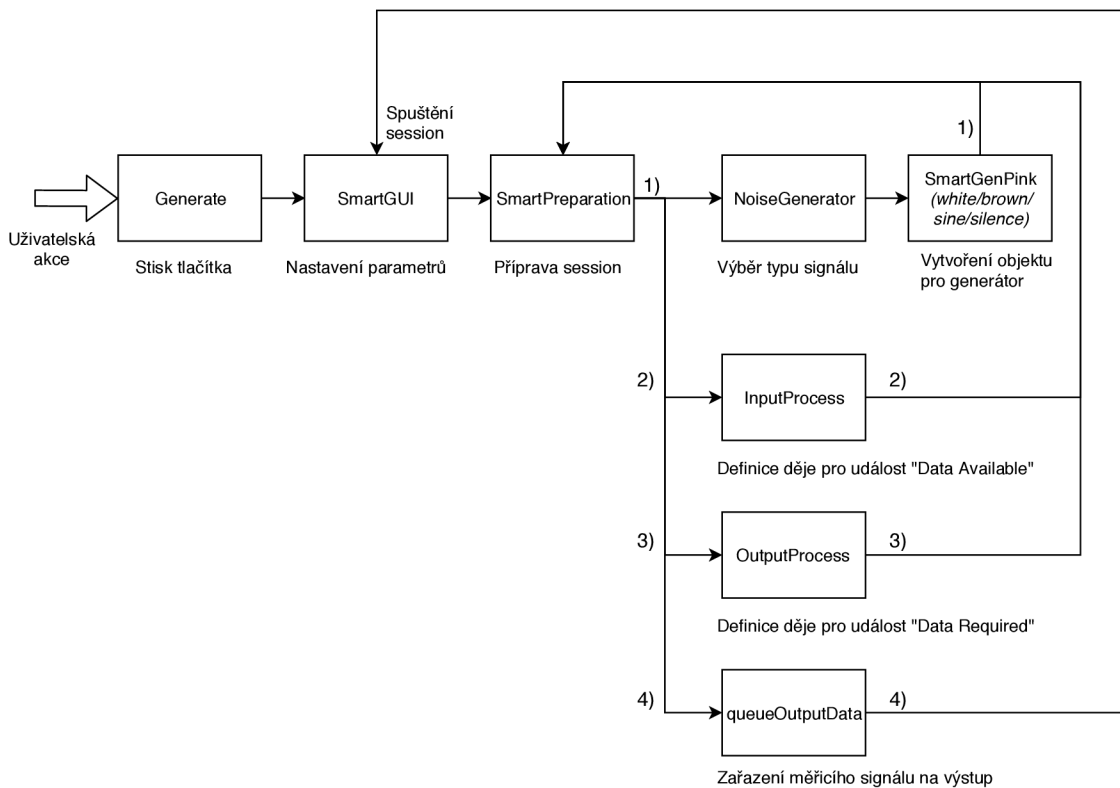 Spuštění
session
1)
Generate
SmartGUI
SmartPreparation
1)
NoiseGenerator
SmartGenPink
(white/brown/
sine/silence)
Uživatelská
akce
Stisk tlačítka
Nastavení parametrů
Příprava session
Výběr typu signálu
Vytvoření objektu
pro generátor
2)
InputProcess
2)
Definice děje pro událost "Data Available"
3)
OutputProcess
3)
Definice děje pro událost "Data Required"
4)
queueOutputData
4)
Zařazení měřicího signálu na výstup